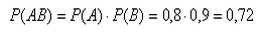 P(AB) = P(A) · P(B) = 0,8 · 0,9 = 0,72